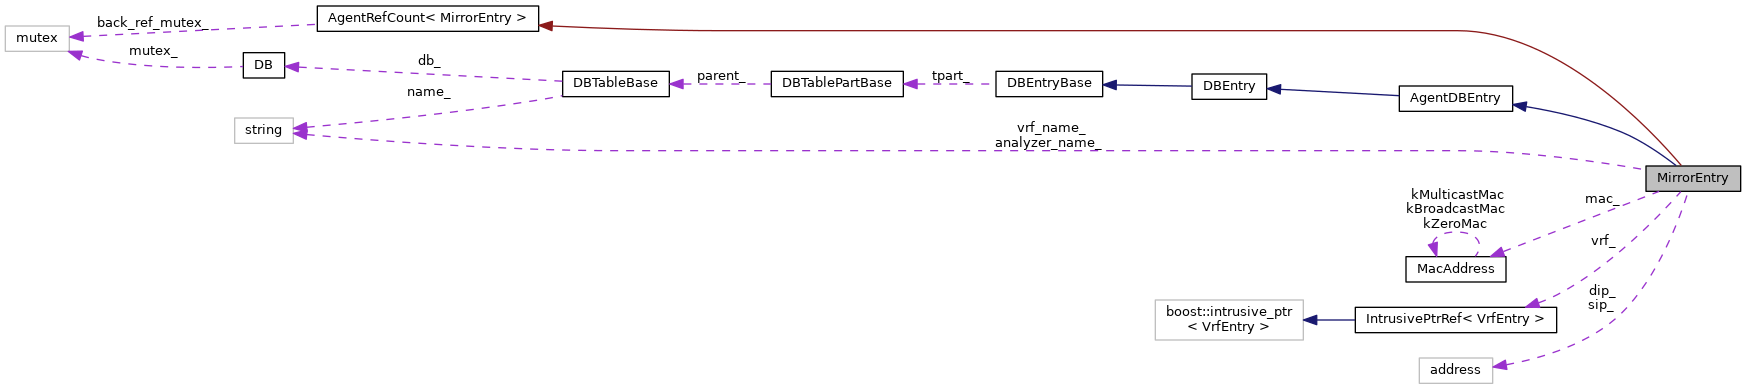 AgentRefCount< MirrorEntry >
back_ref_mutex_
mutex
mutex_
DB
db_
name_
DBTableBase
parent_
DBTablePartBase
tpart_
DBEntryBase
DBEntry
AgentDBEntry
string
vrf_name_
analyzer_name_
MirrorEntry
kMulticastMac
kBroadcastMac
kZeroMac
mac_
MacAddress
vrf_
boost::intrusive_ptr
< VrfEntry >
IntrusivePtrRef< VrfEntry >
dip_
sip_
address